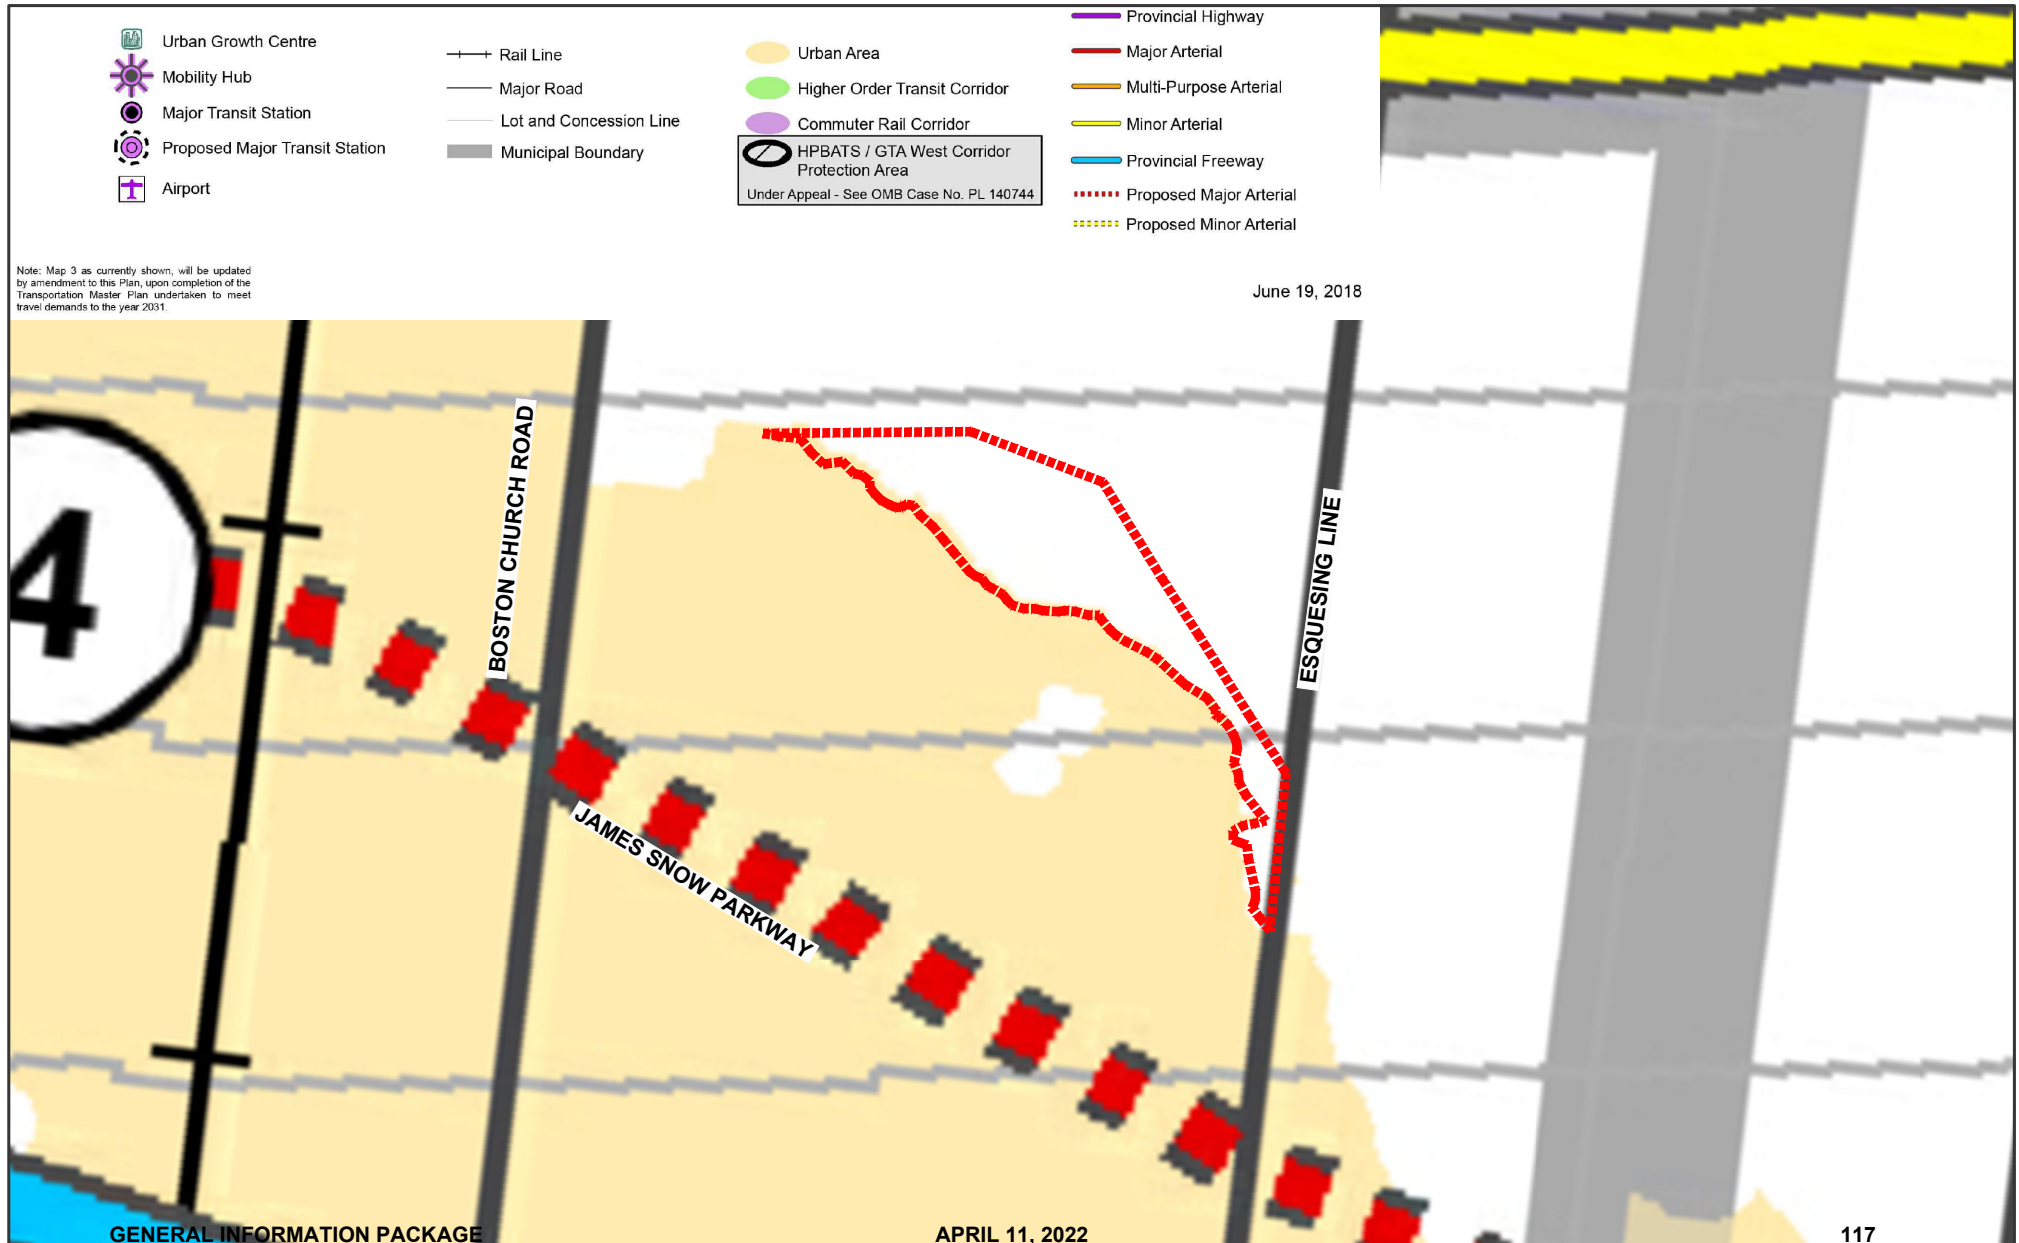 Urban Growth Centre
Mobility Hub
Major Transit Station
Proposed Major Transit Station
Airport
Rail Line
Major Road
Lot and Concession Line
Municipal Boundary
Urban Area
Higher Order Transit Corridor
Commuter Rail Corridor
HPBATS / GTA West Corridor
Protection Area
Under Appeal - See OMB Case No. PL 140744
Provincial Highway
Major Arterial
Multi-Purpose Arterial
Minor Arterial
Provincial Freeway
Proposed Major Arterial
Proposed Minor Arterial
Note: Map 3 as currently shown, will be updated
by amendment to this Plan, upon completion of the
Transportation Master Plan undertaken to meet
travel demands to the year 2031.
June 19, 2018
4
BOSTON CHURCH ROAD
ESQUESING LINE
JAMES SNOW PARKWAY
GENERAL INFORMATION PACKAGE
APRIL 11, 2022
117